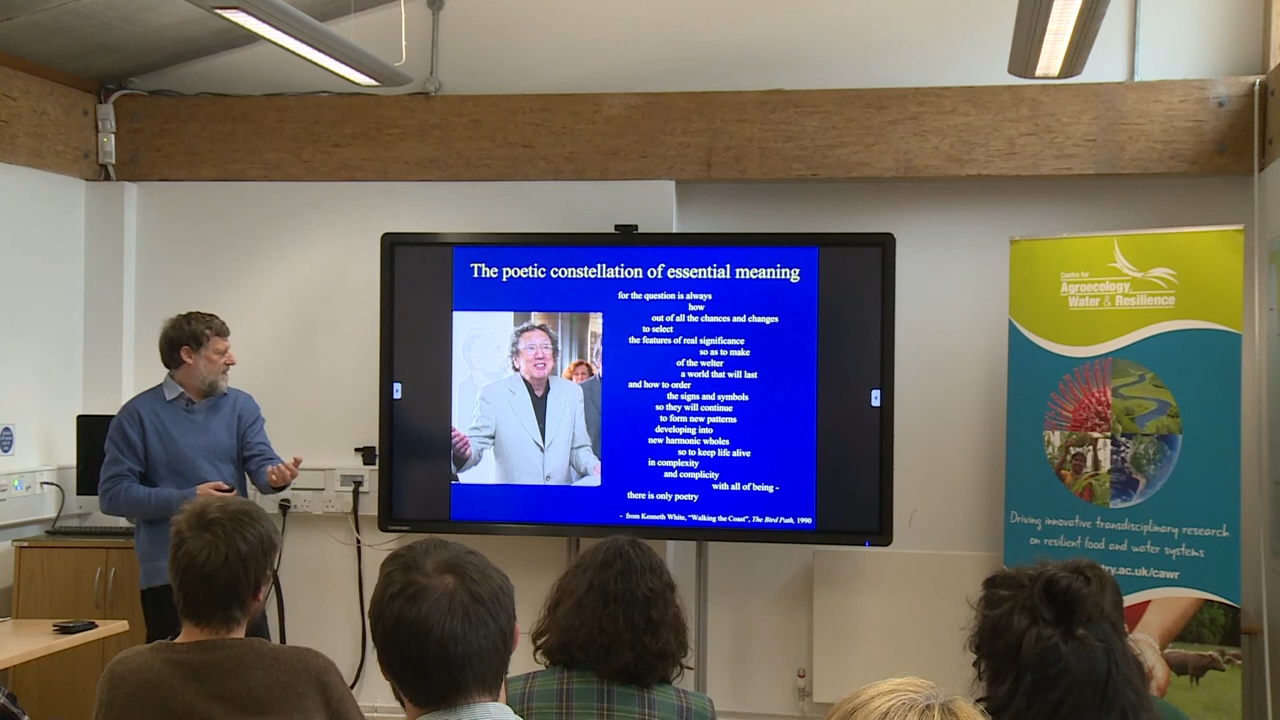 The poetic constellation of essential meaning
for the question is always
how
out of all the chances and changes
to select
the features of real significance
so as to make
of the welter
a world that will last
and how to order
the signs and symbols
so they will continue
to form new patterns
developing into
new harmonic wholes
so to keep life alive
in complexity
and complicity
with all of being -
there is only poetry
- from Kenneth White, "Walking the Coast", The Bird Path, 1990
Centre for
Agroecology,
Water & Resilience
Driving innovative transdisciplinary research
on resilient food and water systems
try.ac.uk/cawr